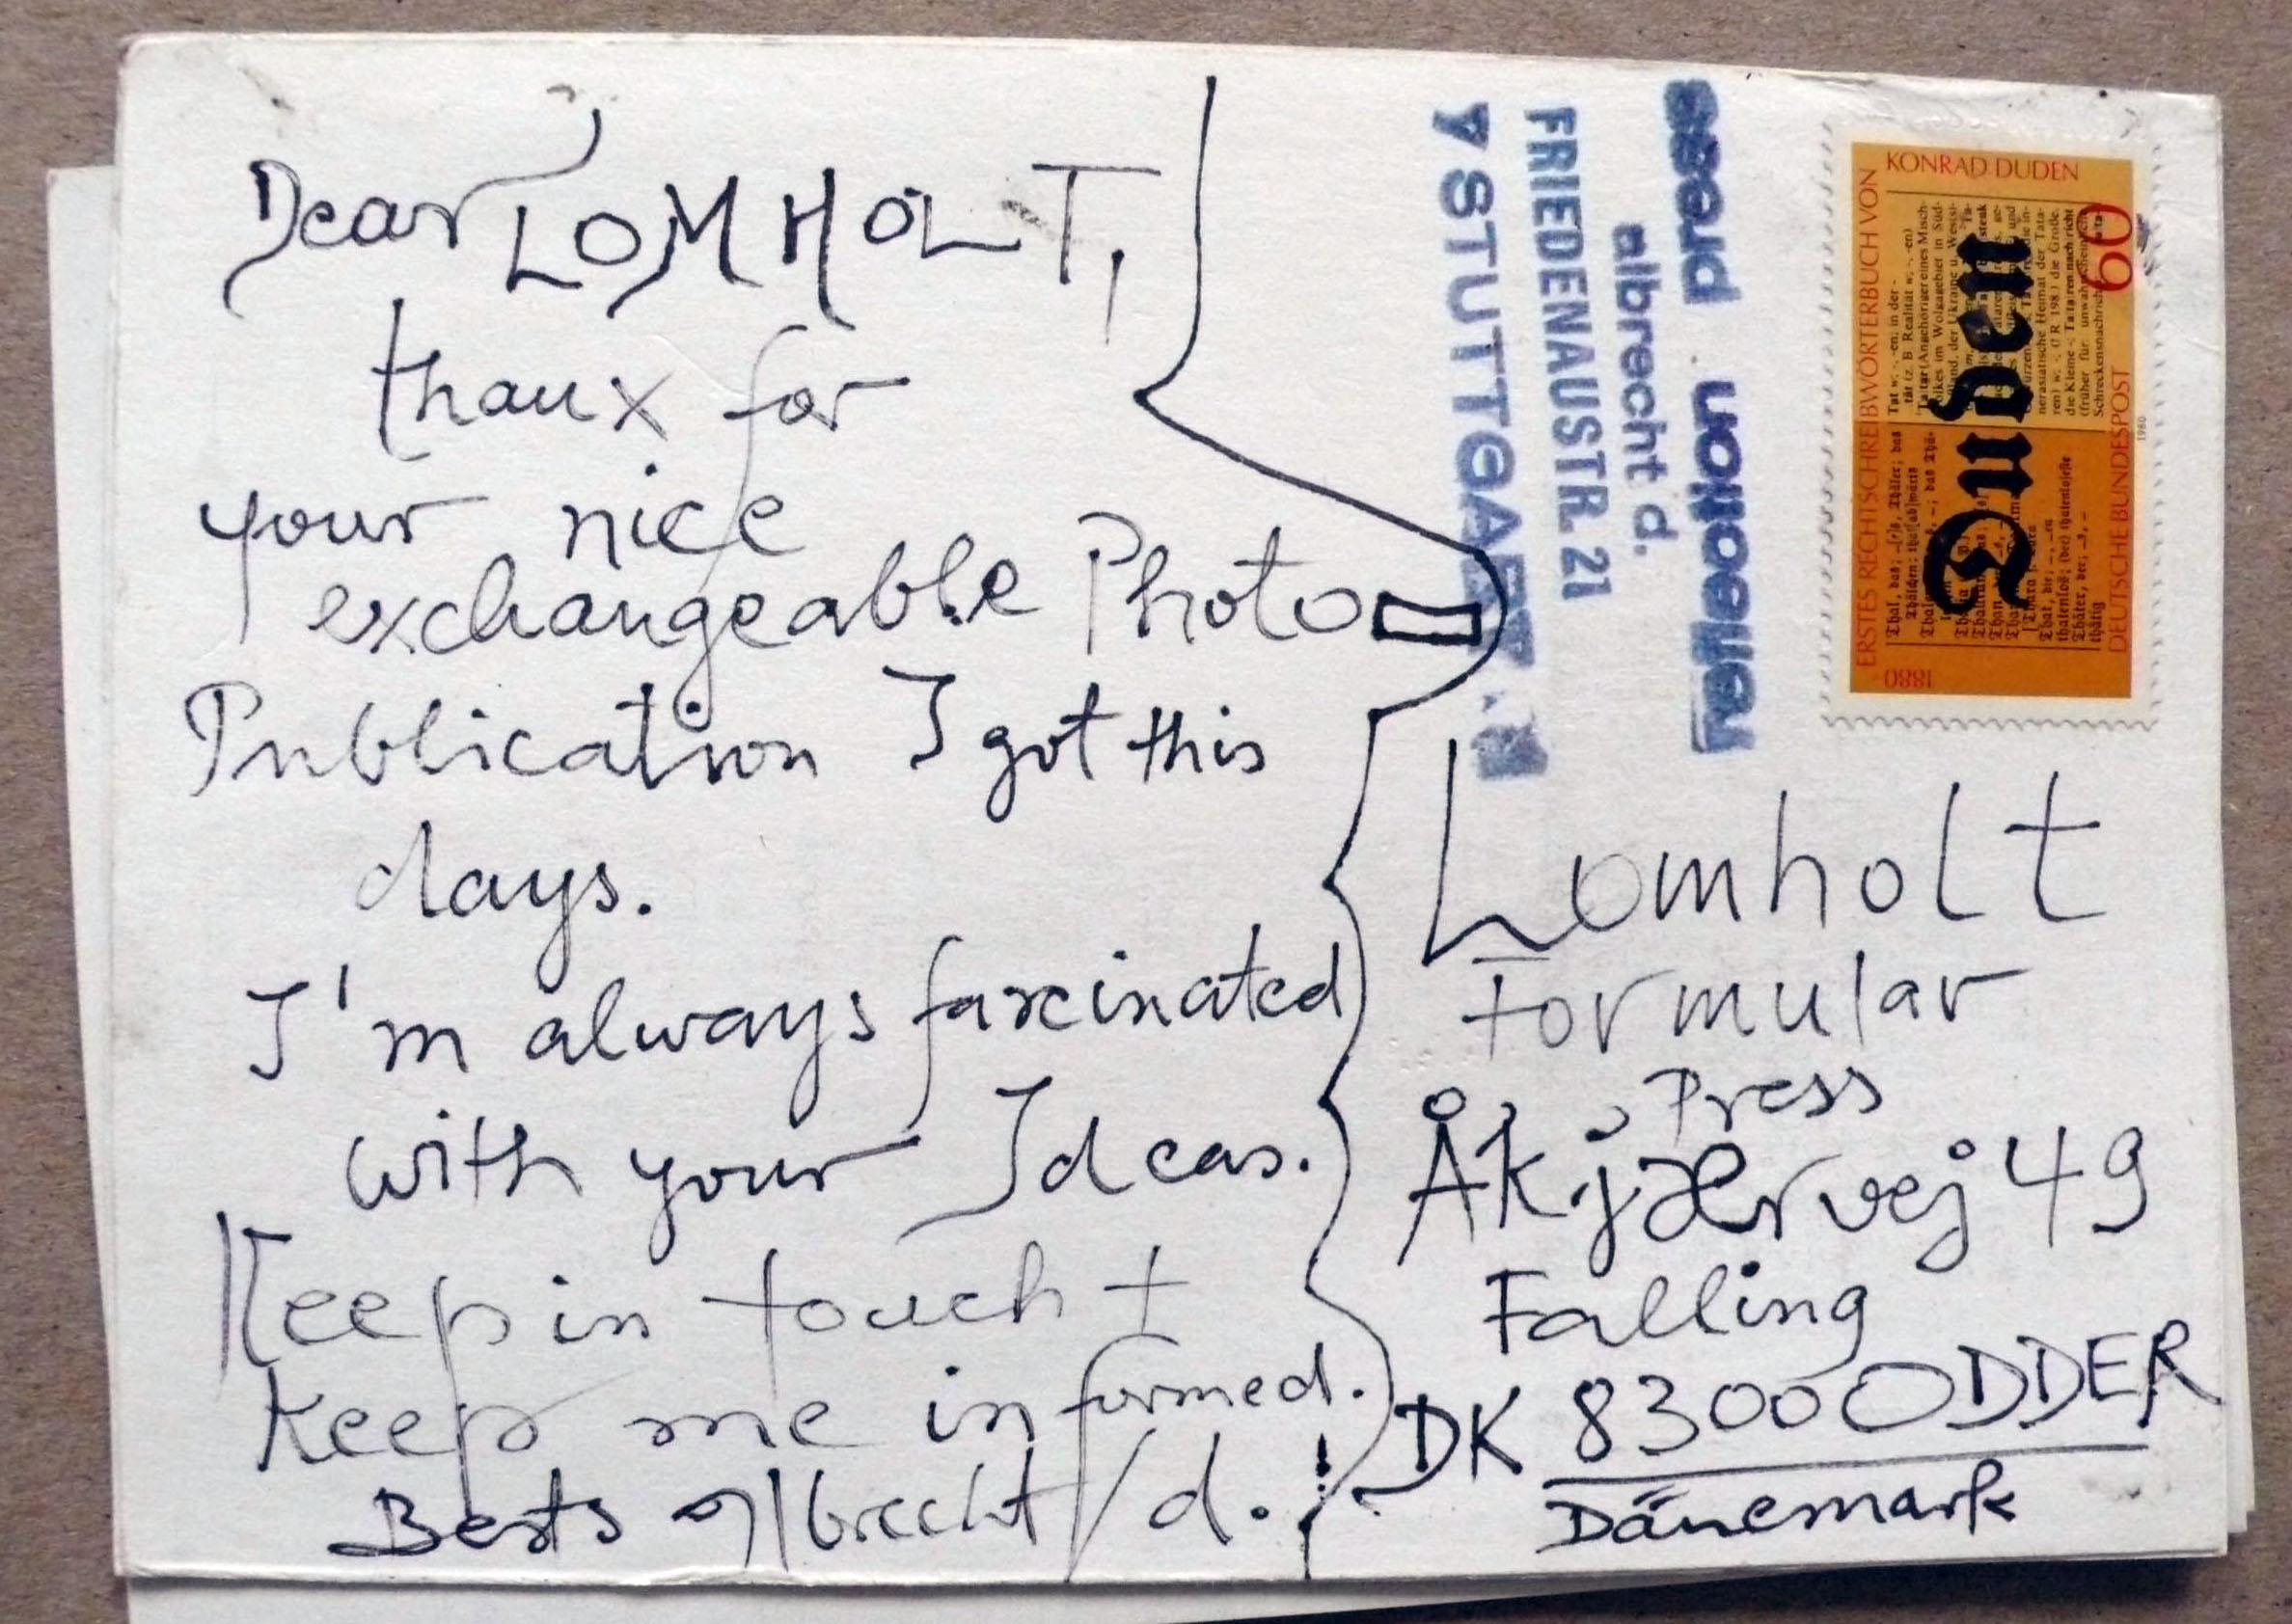 Dear LOMHOLT,
thanx for
your nice
exchangeable Photo
Publication I got this
days.
I'm always fascinated
with your Ideas.
Keep in touch +
Keep me informed.
Bests albrecht/d.
reflection press
albrecht d.
FRIEDENAUSTR. 21
STUTTGART
ERSTES RECHTSCHREIBWÖRTERBUCH VON
KONRAD DUDEN
Duden
60
1880
DEUTSCHE BUNDESPOST
1980
Lomholt
Formular
Press
Åkjærvej 49
Falling
DK 8300 ODDER
Dänemark